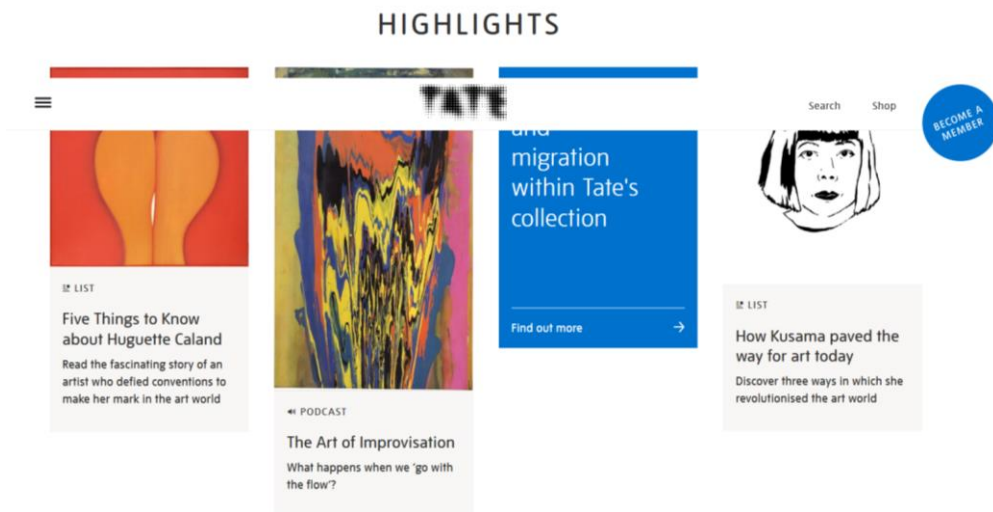 HIGHLIGHTS
TATE
Search
Shop
BECOME A
MEMBER
LIST
Five Things to Know
about Huguette Caland
Read the fascinating story of an
artist who defied conventions to
make her mark in the art world
PODCAST
The Art of Improvisation
What happens when we 'go with
the flow'?
and
migration
within Tate's
collection
Find out more
LIST
How Kusama paved the
way for art today
Discover three ways in which she
revolutionised the art world